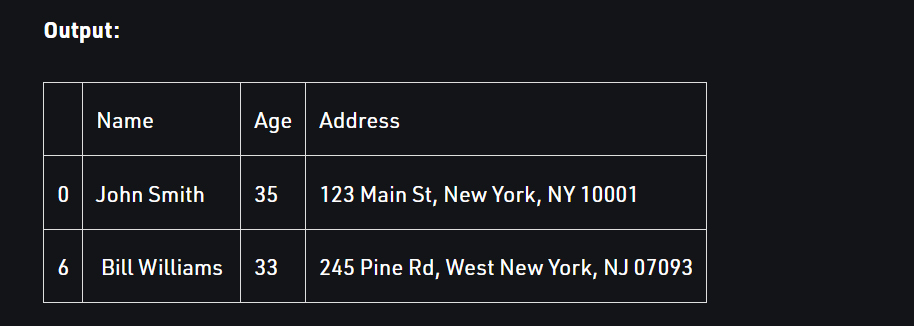 Output:
Name Age Address
0 John Smith 35 123 Main St, New York, NY 10001
6 Bill Williams 33 245 Pine Rd, West New York, NJ 07093